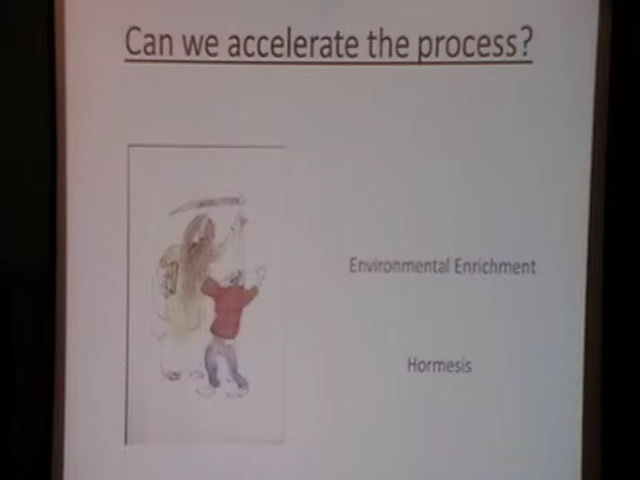 Can we accelerate the process?
Environmental Enrichment
Hormesis